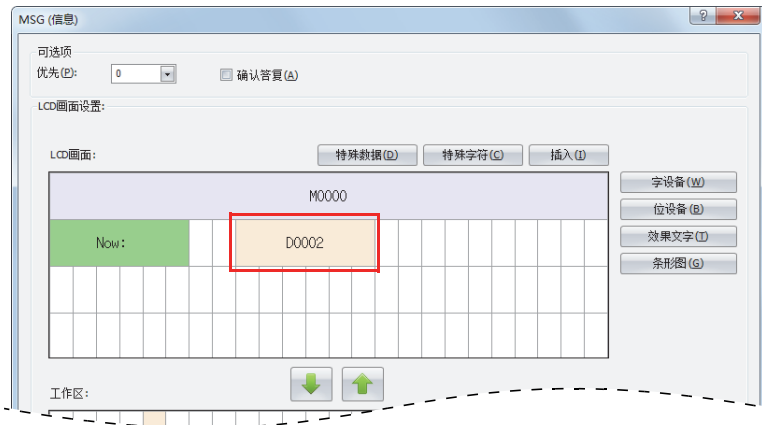 MSG (信息)
可选项
优先(P): 0 确认答复(A)
LCD画面设置:
LCD画面: 特殊数据(D) 特殊字符(C) 插入(I)
M0000 字设备(W)
位设备(B)
Now: D0002 效果文字(T)
条形图(G)
工作区: